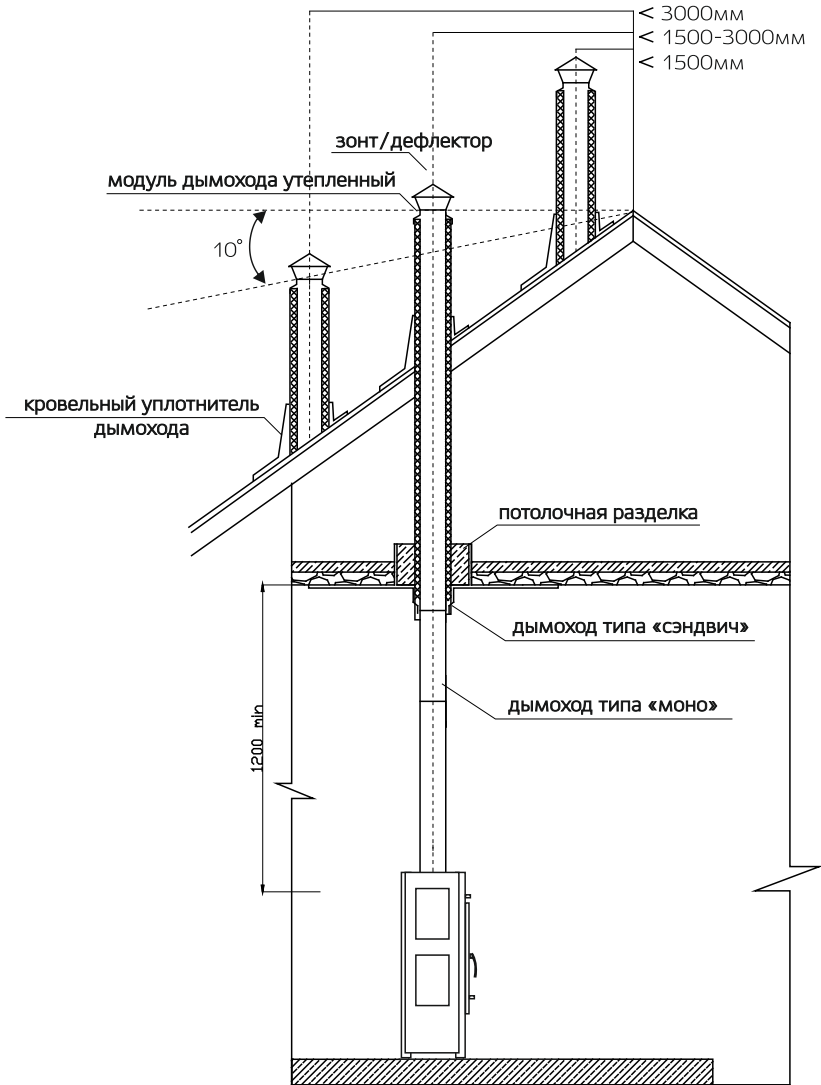 < 3000мм
< 1500-3000мм
< 1500мм
зонт/дефлектор
модуль дымохода утепленный
10°
кровельный уплотнитель
дымохода
потолочная разделка
дымоход типа «сэндвич»
дымоход типа «моно»
1200 min